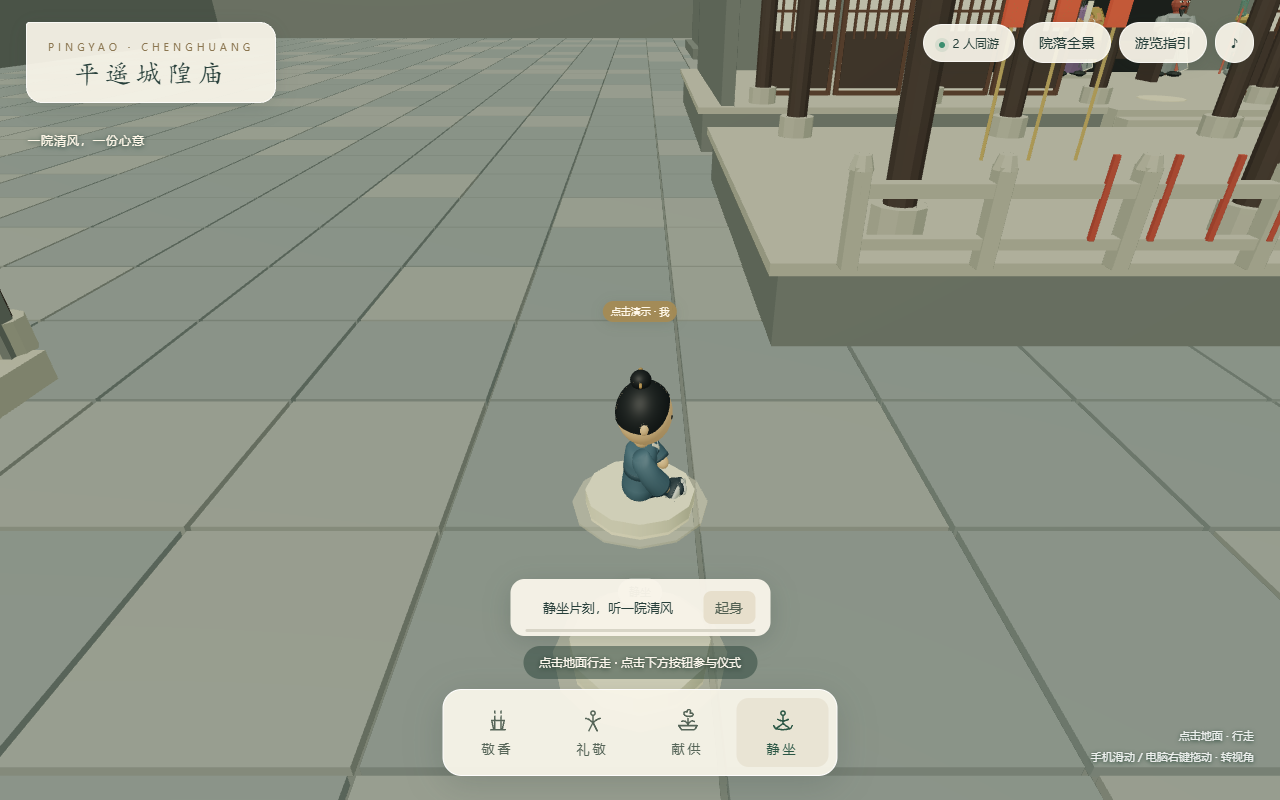 PINGYAO · CHENGHUANG
平遥城隍庙
一院清风，一份心意
2 人同游
院落全景
游览指引
♪
点击演示 · 我
静坐片刻，听一院清风
起身
点击地面行走 · 点击下方按钮参与仪式
敬香
礼敬
献供
静坐
点击地面 · 行走
手机滑动 / 电脑右键拖动 · 转视角